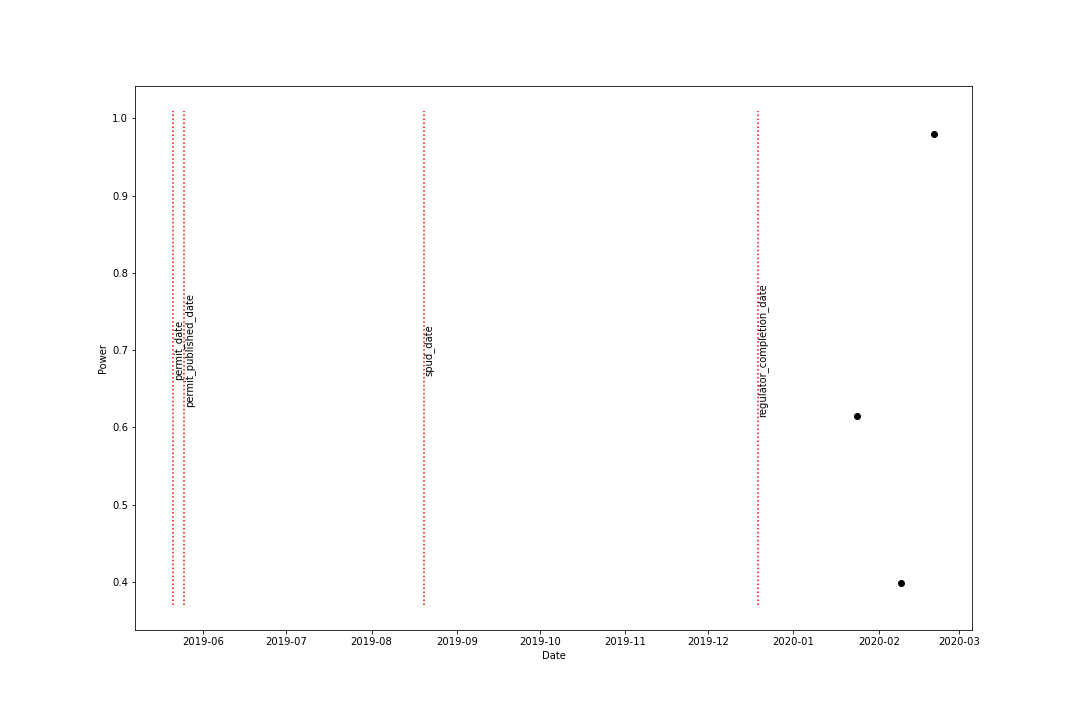 1.0
0.9
0.8
0.7
0.6
0.5
0.4
Power
permit_date
permit_published_date
spud_date
regulator_completion_date
2019-06
2019-07
2019-08
2019-09
2019-10
2019-11
2019-12
2020-01
2020-02
2020-03
Date